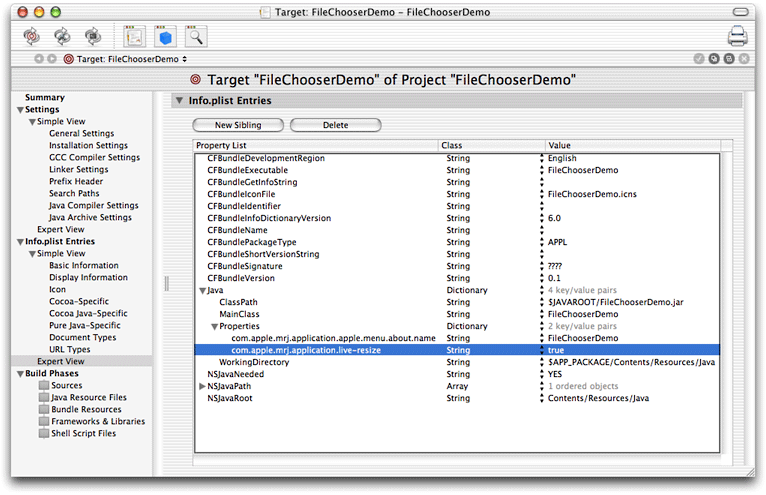 Target: FileChooserDemo – FileChooserDemo
Target: FileChooserDemo
Target "FileChooserDemo" of Project "FileChooserDemo"
Summary
Settings
Simple View
General Settings
Installation Settings
GCC Compiler Settings
Linker Settings
Prefix Header
Search Paths
Java Compiler Settings
Java Archive Settings
Expert View
Info.plist Entries
Simple View
Basic Information
Display Information
Icon
Cocoa-Specific
Cocoa Java-Specific
Pure Java-Specific
Document Types
URL Types
Expert View
Build Phases
Sources
Java Resource Files
Bundle Resources
Frameworks & Libraries
Shell Script Files
Info.plist Entries
New Sibling Delete
Property List Class Value
CFBundleDevelopmentRegion String English
CFBundleExecutable String FileChooserDemo
CFBundleGetInfoString String
CFBundleIconFile String FileChooserDemo.icns
CFBundleIdentifier String
CFBundleInfoDictionaryVersion String 6.0
CFBundleName String
CFBundlePackageType String APPL
CFBundleShortVersionString String
CFBundleSignature String ????
CFBundleVersion String 0.1
Java Dictionary 4 key/value pairs
ClassPath String $JAVAROOT/FileChooserDemo.jar
MainClass String FileChooserDemo
Properties Dictionary 2 key/value pairs
com.apple.mrj.application.apple.menu.about.name String FileChooserDemo
com.apple.mrj.application.live-resize String true
WorkingDirectory String $APP_PACKAGE/Contents/Resources/Java
NSJavaNeeded String YES
NSJavaPath Array 1 ordered objects
NSJavaRoot String Contents/Resources/Java